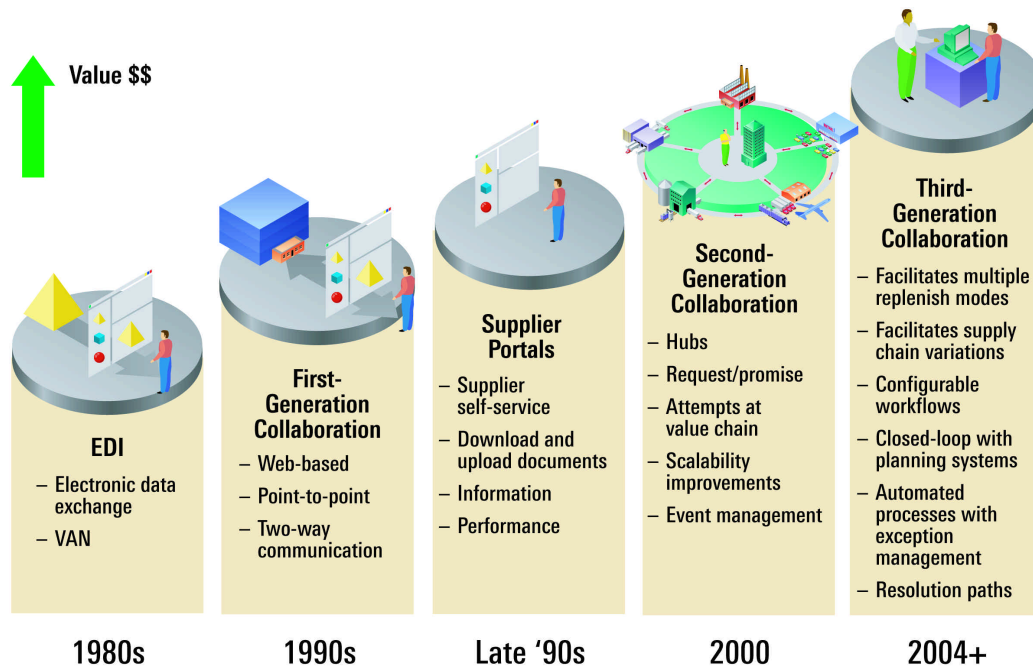 Value $$
EDI
– Electronic data
exchange
– VAN
1980s
First-
Generation
Collaboration
– Web-based
– Point-to-point
– Two-way
communication
1990s
Supplier
Portals
– Supplier
self-service
– Download and
upload documents
– Information
– Performance
Late ‘90s
Second-
Generation
Collaboration
– Hubs
– Request/promise
– Attempts at
value chain
– Scalability
improvements
– Event management
2000
Third-
Generation
Collaboration
– Facilitates multiple
replenish modes
– Facilitates supply
chain variations
– Configurable
workflows
– Closed-loop with
planning systems
– Automated
processes with
exception
management
– Resolution paths
2004+